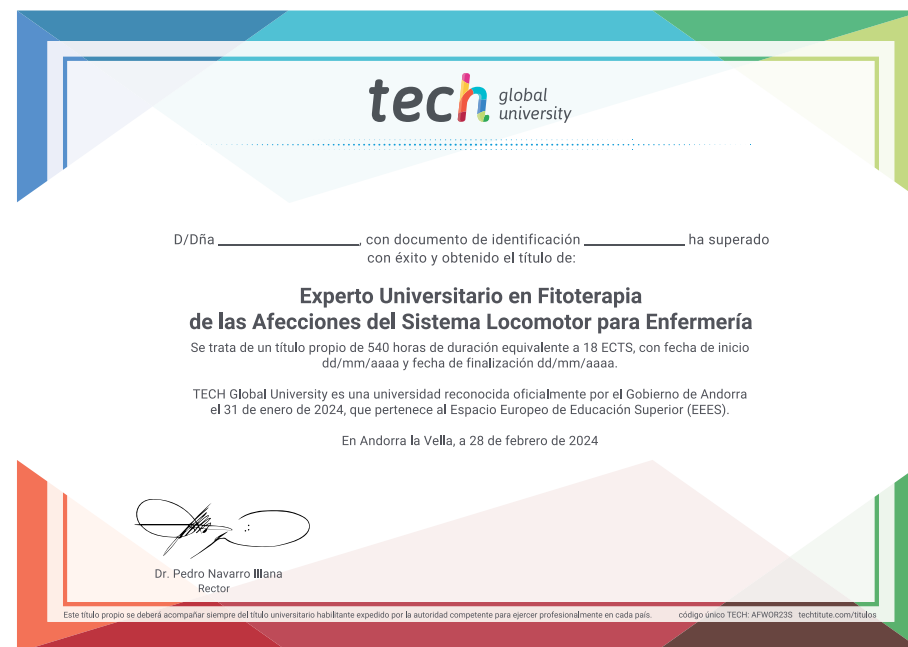 tech global university
D/Dña ____________________, con documento de identificación ______________ ha superado
con éxito y obtenido el título de:
Experto Universitario en Fitoterapia
de las Afecciones del Sistema Locomotor para Enfermería
Se trata de un título propio de 540 horas de duración equivalente a 18 ECTS, con fecha de inicio
dd/mm/aaaa y fecha de finalización dd/mm/aaaa.
TECH Global University es una universidad reconocida oficialmente por el Gobierno de Andorra
el 31 de enero de 2024, que pertenece al Espacio Europeo de Educación Superior (EEES).
En Andorra la Vella, a 28 de febrero de 2024
Dr. Pedro Navarro Illana
Rector
Este título propio se deberá acompañar siempre del título universitario habilitante expedido por la autoridad competente para ejercer profesionalmente en cada país. código único TECH: AFWOR23S techtitute.com/titulos